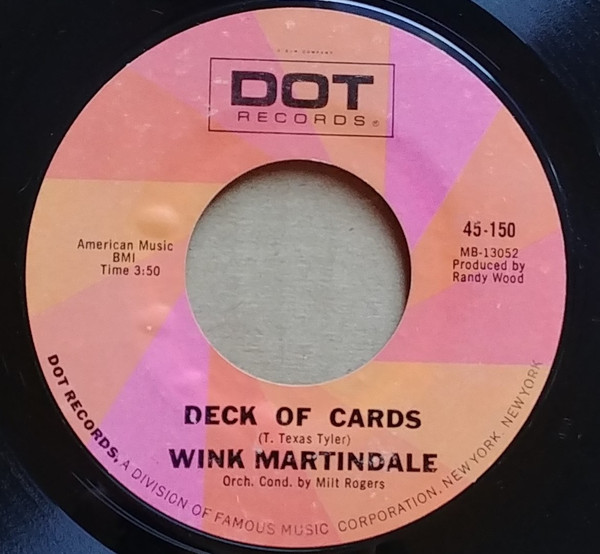 A G&W COMPANY
DOT
RECORDS
American Music
BMI
Time 3:50
45-150
MB-13052
Produced by
Randy Wood
DECK OF CARDS
(T. Texas Tyler)
WINK MARTINDALE
Orch. Cond. by Milt Rogers
DOT RECORDS, A DIVISION OF FAMOUS MUSIC CORPORATION, NEW YORK, NEW YORK